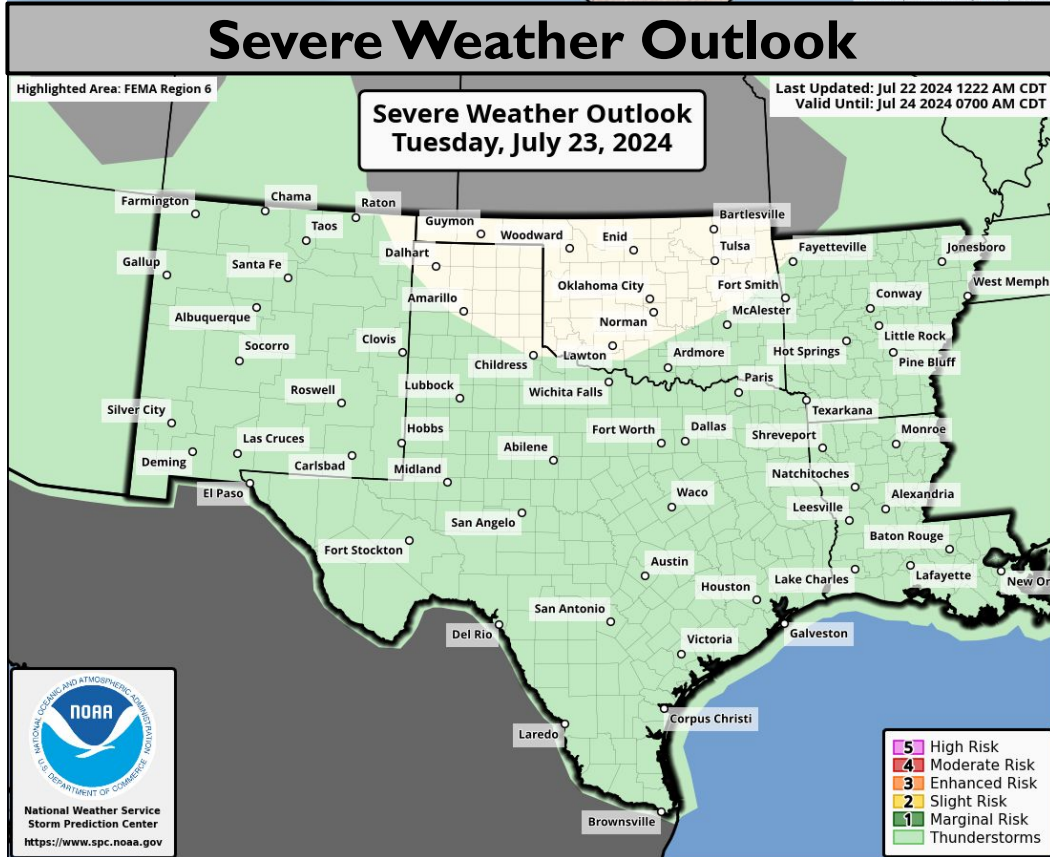 Severe Weather Outlook
Highlighted Area: FEMA Region 6
Last Updated: Jul 22 2024 1222 AM CDT
Valid Until: Jul 24 2024 0700 AM CDT
Severe Weather Outlook
Tuesday, July 23, 2024
Farmington
Chama
Raton
Taos
Guymon
Woodward
Enid
Bartlesville
Tulsa
Fayetteville
Jonesboro
Gallup
Santa Fe
Dalhart
Oklahoma City
Fort Smith
West Memph
Albuquerque
Amarillo
Norman
McAlester
Conway
Socorro
Clovis
Childress
Lawton
Ardmore
Hot Springs
Little Rock
Pine Bluff
Roswell
Lubbock
Wichita Falls
Paris
Texarkana
Silver City
Las Cruces
Hobbs
Abilene
Fort Worth
Dallas
Shreveport
Monroe
Deming
Carlsbad
Midland
Natchitoches
El Paso
San Angelo
Waco
Leesville
Alexandria
Fort Stockton
Baton Rouge
Austin
Houston
Lake Charles
Lafayette
New Or
San Antonio
Del Rio
Victoria
Galveston
Laredo
Corpus Christi
Brownsville
NATIONAL OCEANIC AND ATMOSPHERIC ADMINISTRATION
NOAA
U.S. DEPARTMENT OF COMMERCE
National Weather Service
Storm Prediction Center
https://www.spc.noaa.gov
5 High Risk
4 Moderate Risk
3 Enhanced Risk
2 Slight Risk
1 Marginal Risk
Thunderstorms